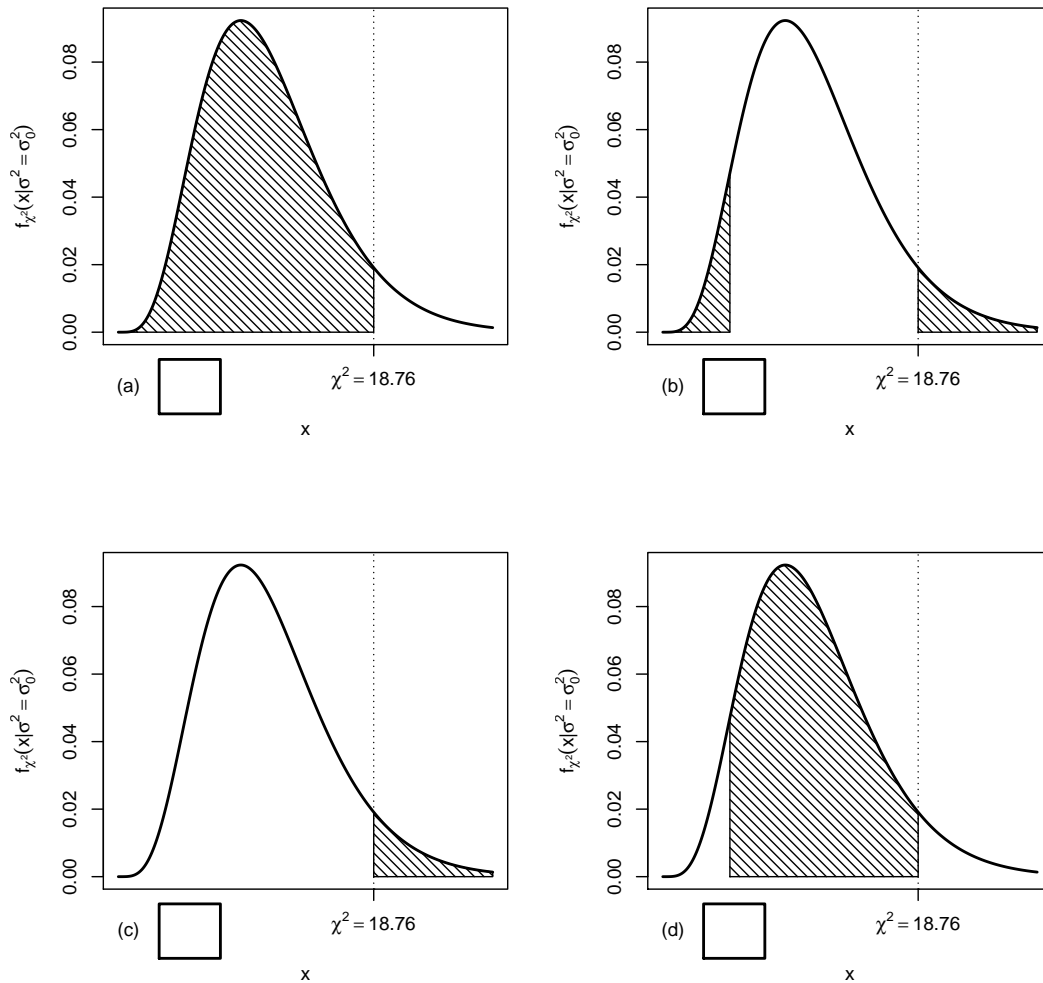 0.00 0.02 0.04 0.06 0.08
f_χ²(x|σ² = σ₀²)
χ² = 18.76
(a)
x
0.00 0.02 0.04 0.06 0.08
f_χ²(x|σ² = σ₀²)
χ² = 18.76
(b)
x
0.00 0.02 0.04 0.06 0.08
f_χ²(x|σ² = σ₀²)
χ² = 18.76
(c)
x
0.00 0.02 0.04 0.06 0.08
f_χ²(x|σ² = σ₀²)
χ² = 18.76
(d)
x